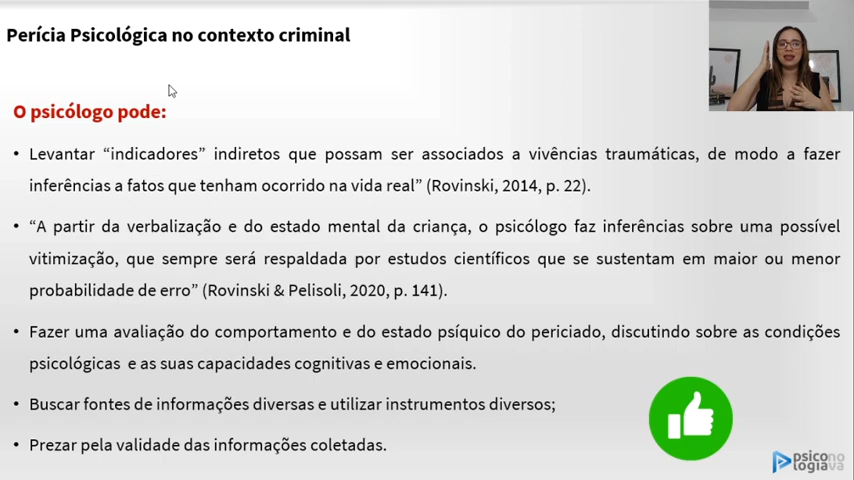 Perícia Psicológica no contexto criminal
O psicólogo pode:
• Levantar “indicadores” indiretos que possam ser associados a vivências traumáticas, de modo a fazer
inferências a fatos que tenham ocorrido na vida real” (Rovinski, 2014, p. 22).
• “A partir da verbalização e do estado mental da criança, o psicólogo faz inferências sobre uma possível
vitimização, que sempre será respaldada por estudos científicos que se sustentam em maior ou menor
probabilidade de erro” (Rovinski & Pelisoli, 2020, p. 141).
• Fazer uma avaliação do comportamento e do estado psíquico do periciado, discutindo sobre as condições
psicológicas e as suas capacidades cognitivas e emocionais.
• Buscar fontes de informações diversas e utilizar instrumentos diversos;
• Prezar pela validade das informações coletadas.
psicono
logiava